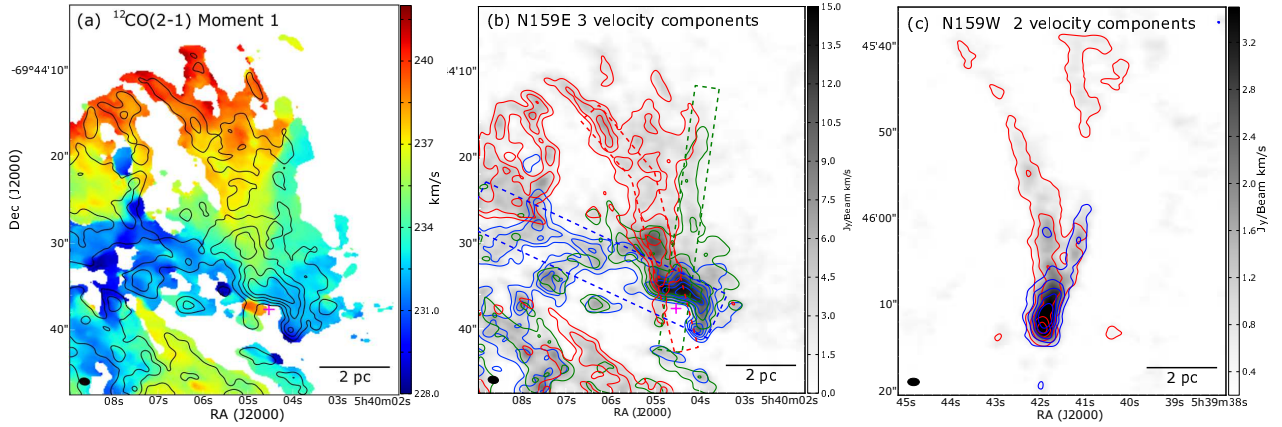 (a) ¹²CO(2-1) Moment 1
-69°44'10"
20"
30"
40"
Dec (J2000)
08s 07s 06s 05s 04s 03s 5h40m02s
RA (J2000)
2 pc
240
237
234
231.0
228.0
km/s
(b) N159E 3 velocity components
4'10"
20"
30"
40"
08s 07s 06s 05s 04s 03s 5h40m02s
RA (J2000)
2 pc
15.0
13.5
12.0
10.5
9.0
7.5
6.0
4.5
3.0
1.5
0.0
Jy/Beam km/s
(c) N159W 2 velocity components
45'40"
50"
46'00"
10"
20"
45s 44s 43s 42s 41s 40s 39s 5h39m38s
RA (J2000)
2 pc
3.2
2.8
2.4
2.0
1.6
1.2
0.8
0.4
Jy/Beam km/s